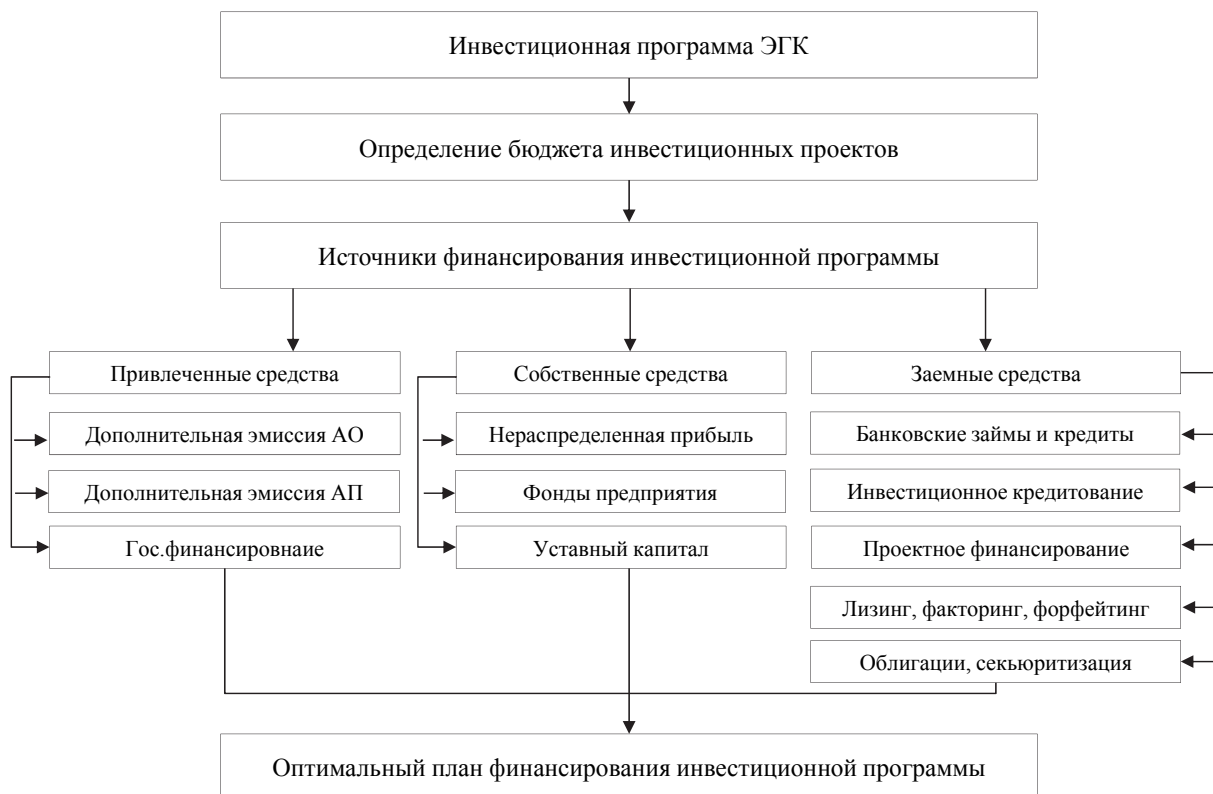 Инвестиционная программа ЭГК
Определение бюджета инвестиционных проектов
Источники финансирования инвестиционной программы
Привлеченные средства
Собственные средства
Заемные средства
Дополнительная эмиссия АО
Нераспределенная прибыль
Банковские займы и кредиты
Дополнительная эмиссия АП
Фонды предприятия
Инвестиционное кредитование
Гос.финансировнаие
Уставный капитал
Проектное финансирование
Лизинг, факторинг, форфейтинг
Облигации, секьюритизация
Оптимальный план финансирования инвестиционной программы